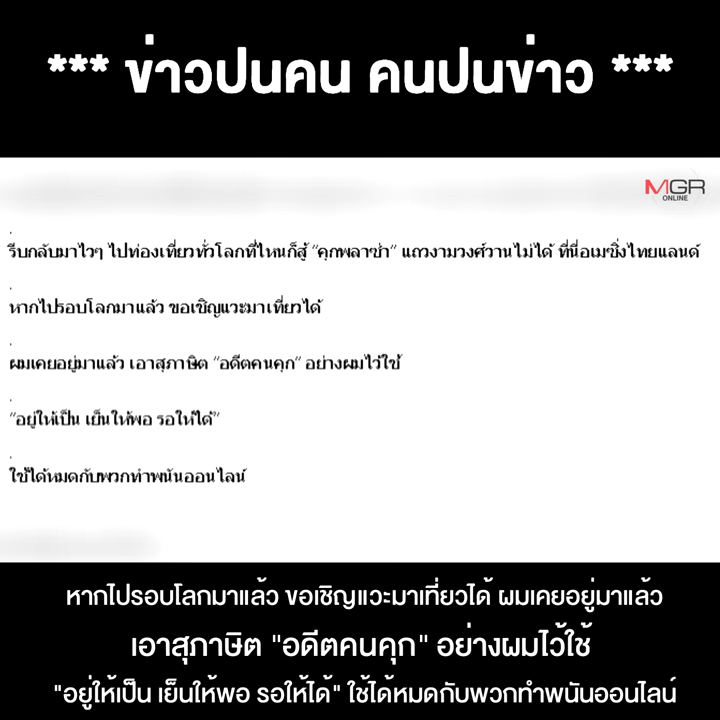 *** ข่าวปนคน คนปนข่าว ***
MGR
ONLINE
.
รีบกลับมาไวๆ ไปท่องเที่ยวทั่วโลกที่ไหนก็สู้ "คุกพลาซ่า" แถวงามวงศ์วานไม่ได้ ที่นี่อเมซิ่งไทยแลนด์
.
หากไปรอบโลกมาแล้ว ขอเชิญแวะมาเที่ยวได้
.
ผมเคยอยู่มาแล้ว เอาสุภาษิต "อดีตคนคุก" อย่างผมไว้ใช้
.
"อยู่ให้เป็น เย็นให้พอ รอให้ได้"
.
ใช้ได้หมดกับพวกทำพนันออนไลน์
หากไปรอบโลกมาแล้ว ขอเชิญแวะมาเที่ยวได้ ผมเคยอยู่มาแล้ว
เอาสุภาษิต "อดีตคนคุก" อย่างผมไว้ใช้
"อยู่ให้เป็น เย็นให้พอ รอให้ได้" ใช้ได้หมดกับพวกทำพนันออนไลน์